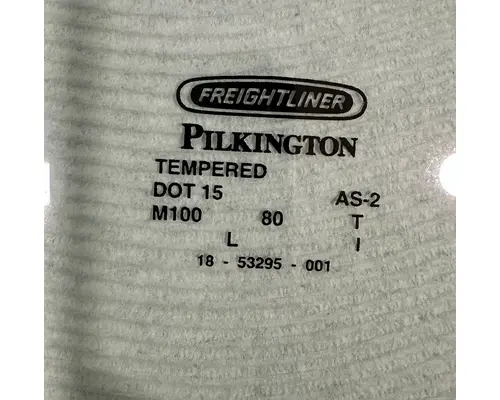 FREIGHTLINER
PILKINGTON
TEMPERED
DOT 15 AS-2
M100 80 T
L I
18 - 53295 - 001